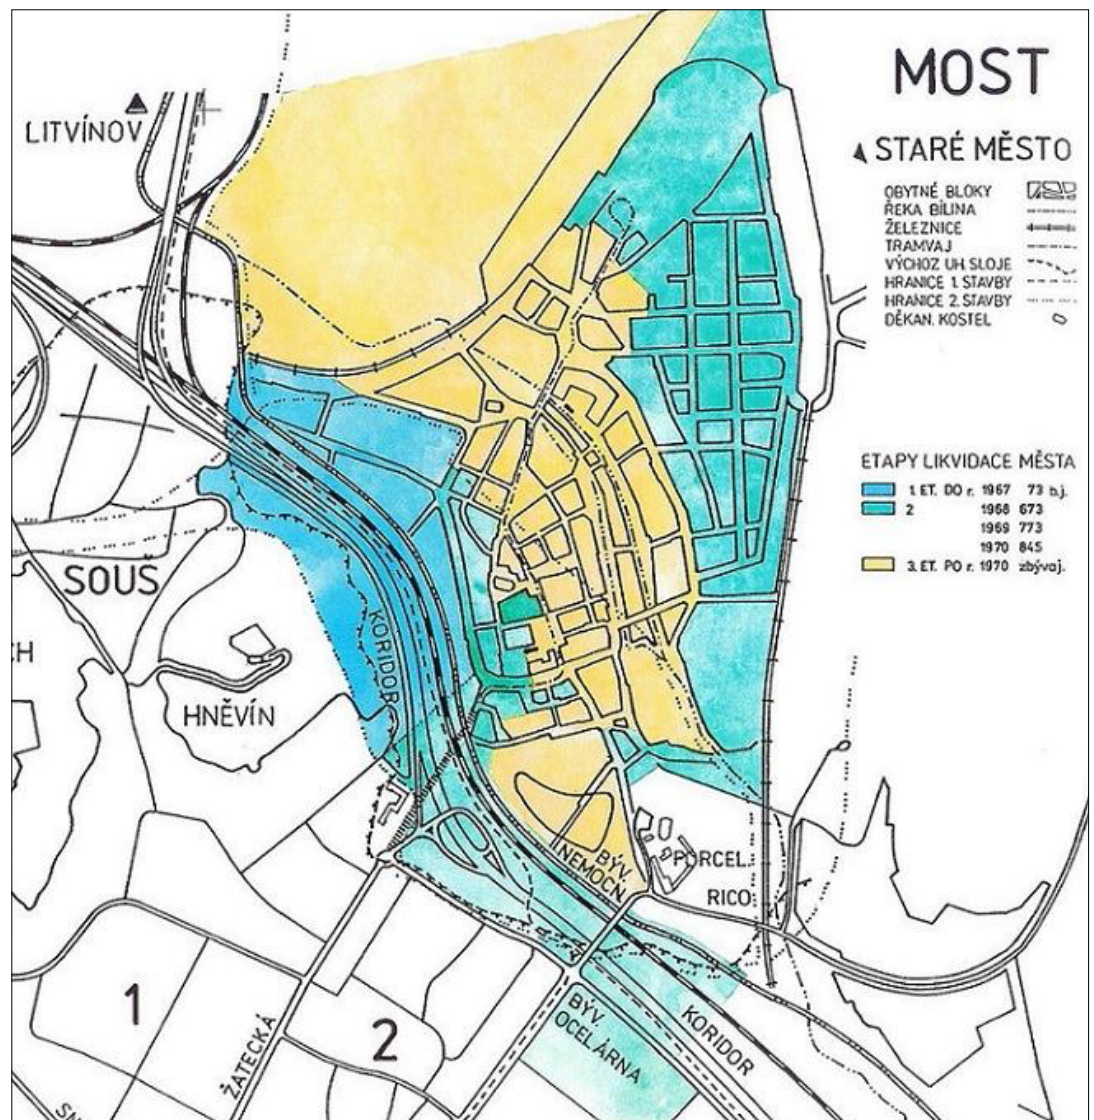 MOST
STARÉ MĚSTO
OBYTNÉ BLOKY
ŘEKA BÍLINA
ŽELEZNICE
TRAMVAJ
VÝCHOZ UH. SLOJE
HRANICE 1. STAVBY
HRANICE 2. STAVBY
DĚKAN. KOSTEL
ETAPY LIKVIDACE MĚSTA
1. ET. DO r. 1967 73 b.j.
2 1968 673
1969 773
1970 845
3. ET. PO r. 1970 zbývaj.
LITVÍNOV
SOUŠ
CH
HNĚVÍN
KORIDOR
BÝV.
NEMOCN.
PORCEL.
RICO
1
2
ŽATECKÁ
BÝV.
OCELÁRNA
KORIDOR